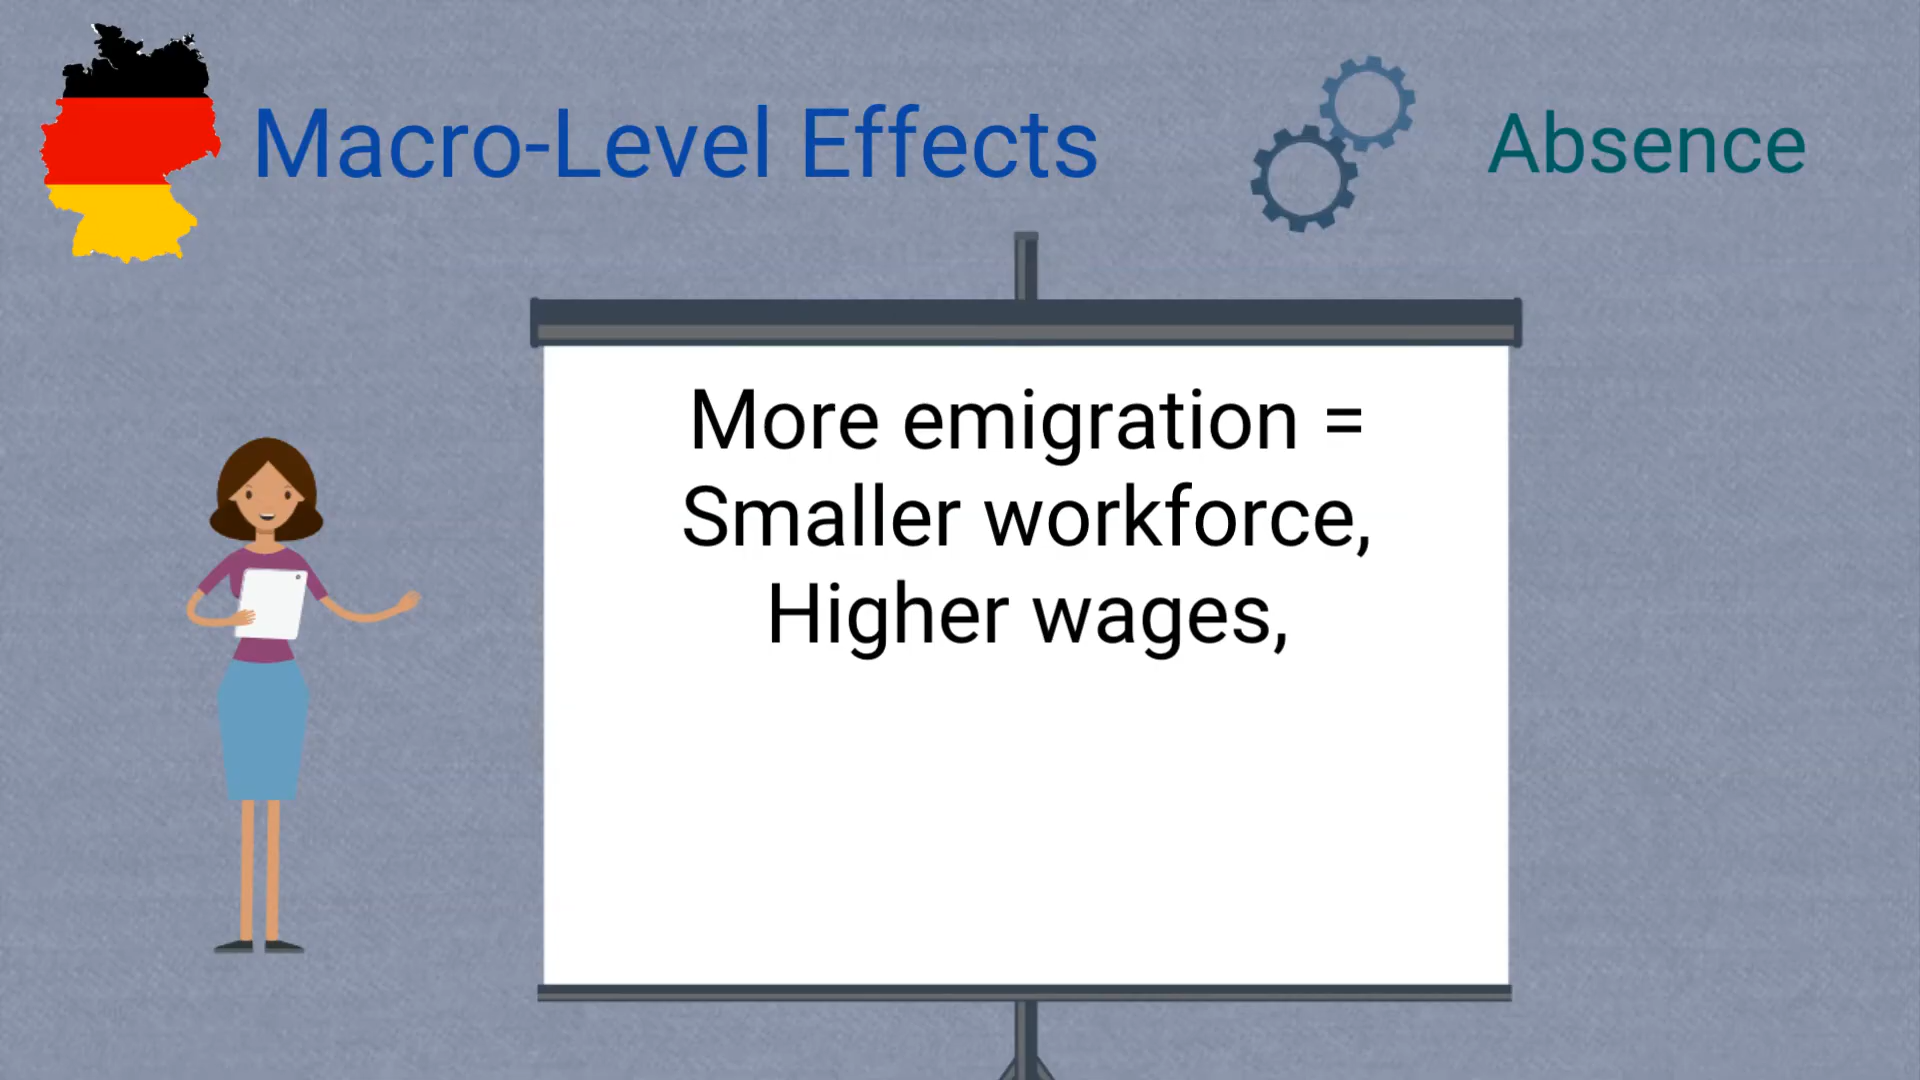 Macro-Level Effects
Absence
More emigration =
Smaller workforce,
Higher wages,